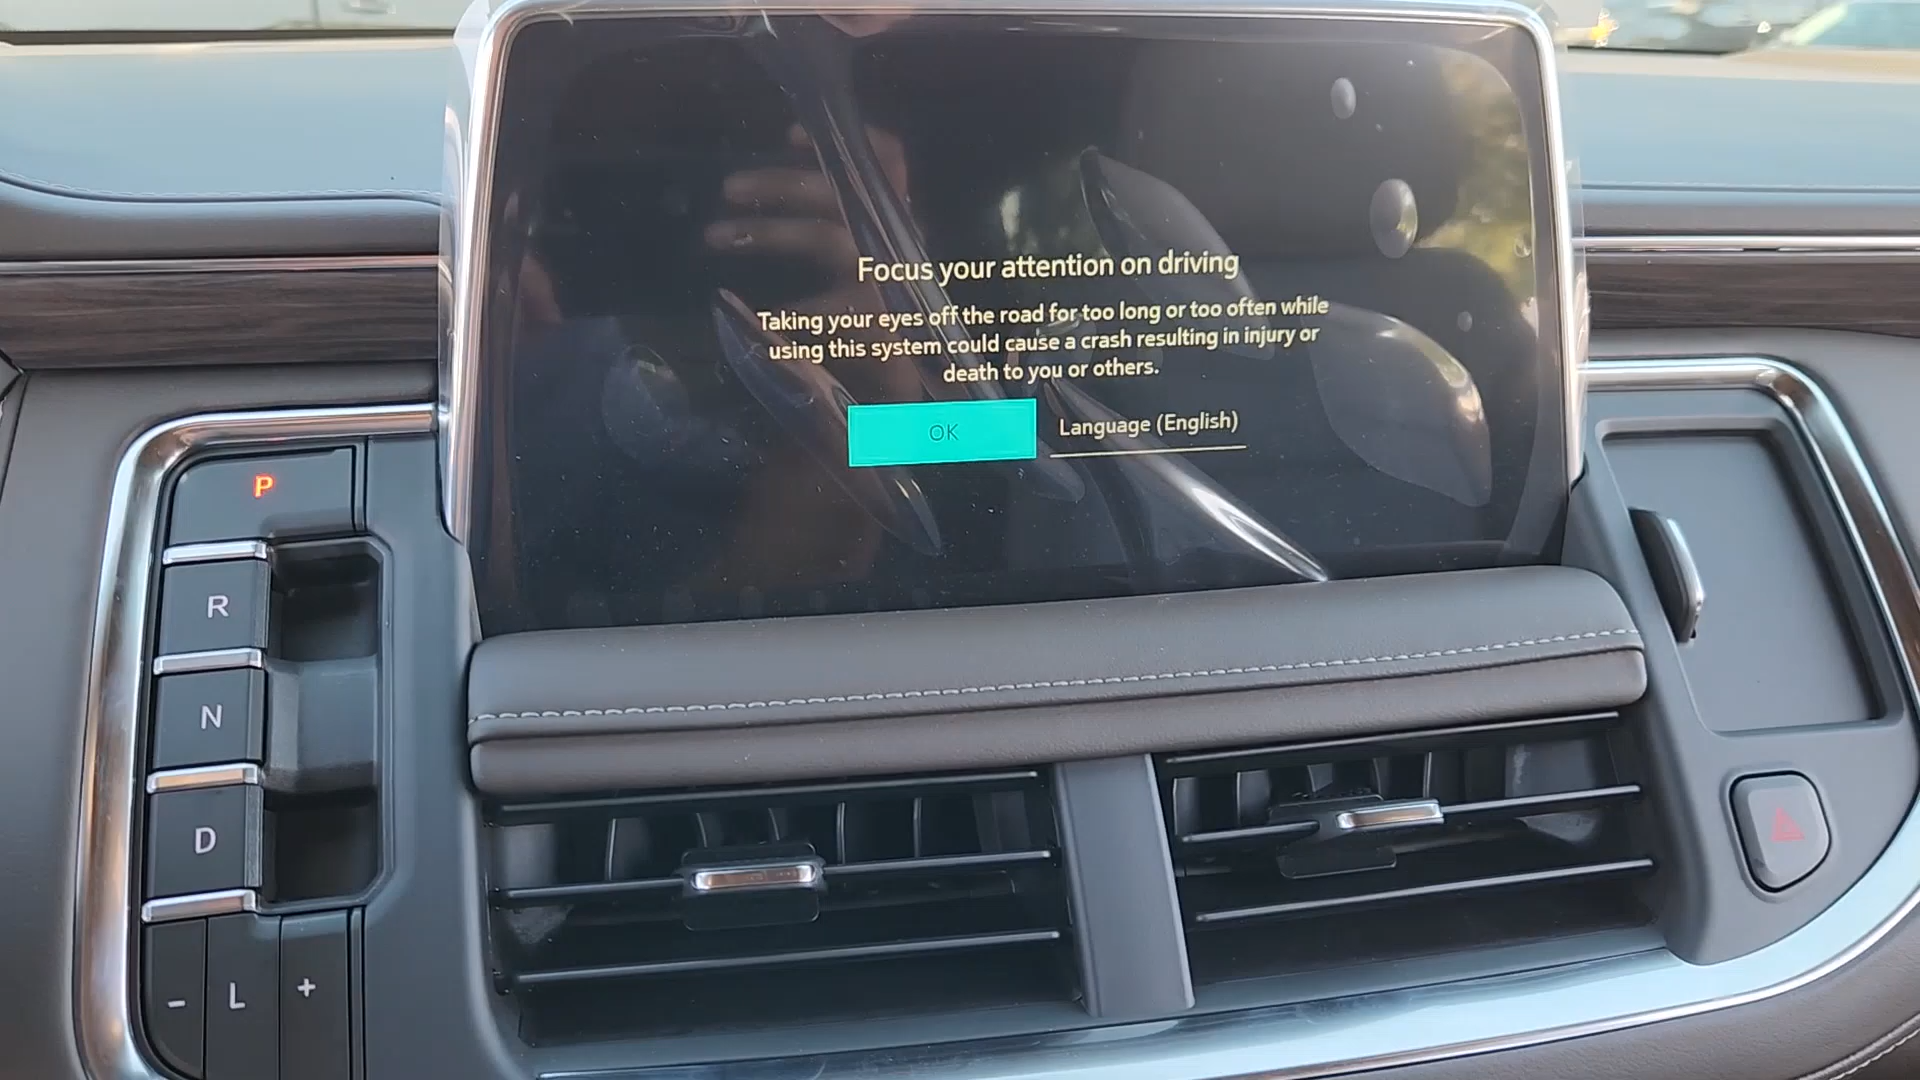 Focus your attention on driving
Taking your eyes off the road for too long or too often while
using this system could cause a crash resulting in injury or
death to you or others.
OK
Language (English)
P
R
N
D
- L +